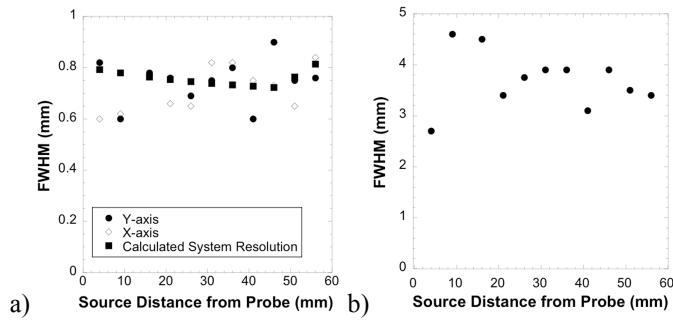 1
0.8
0.6
0.4
0.2
0
FWHM (mm)
Y-axis
X-axis
Calculated System Resolution
0 10 20 30 40 50 60
Source Distance from Probe (mm)
a)
5
4
3
2
1
0
FWHM (mm)
0 10 20 30 40 50 60
Source Distance from Probe (mm)
b)